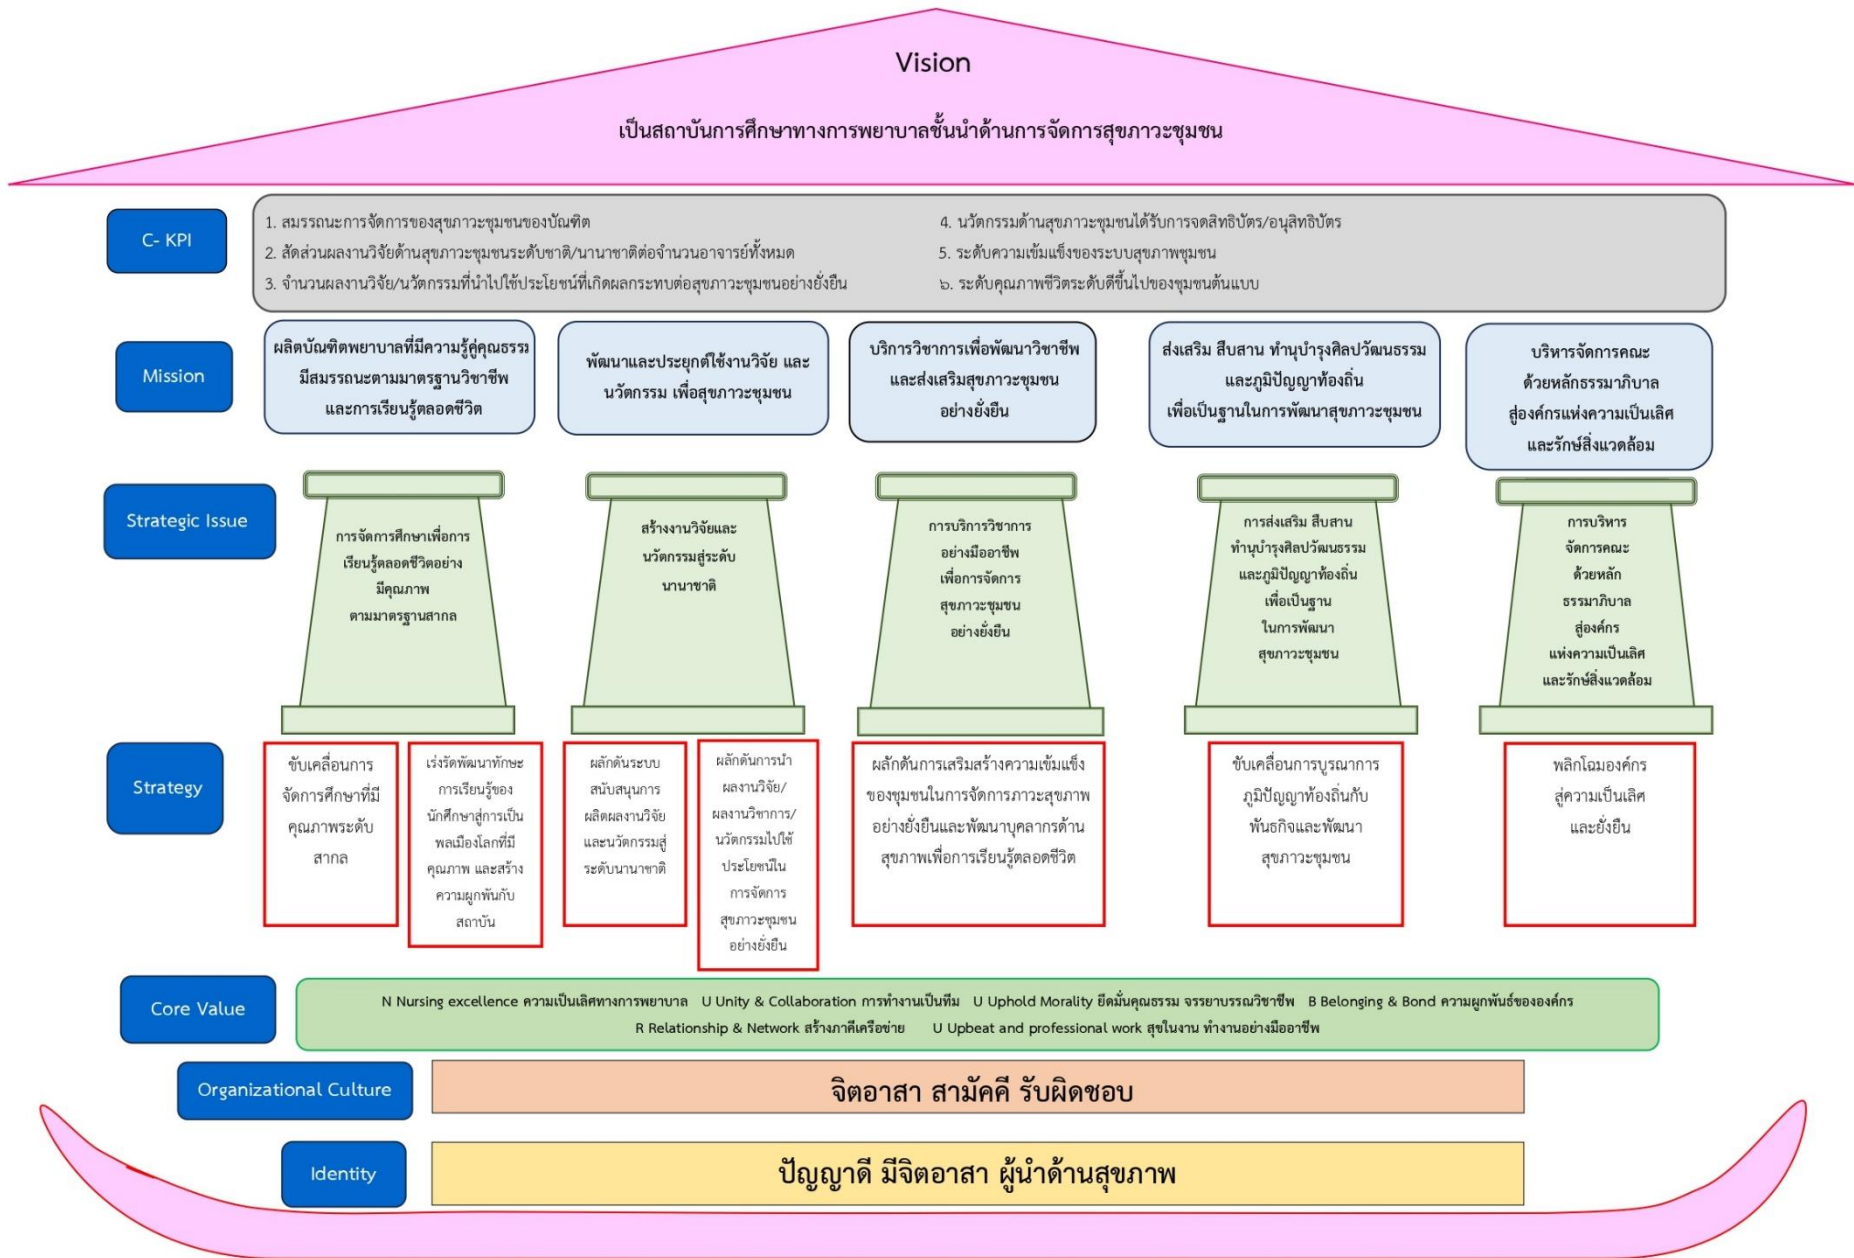 Vision
เป็นสถาบันการศึกษาทางการพยาบาลชั้นนำด้านการจัดการสุขภาวะชุมชน
C- KPI
1. สมรรถนะการจัดการของสุขภาวะชุมชนของบัณฑิต
2. สัดส่วนผลงานวิจัยด้านสุขภาวะชุมชนระดับชาติ/นานาชาติต่อจำนวนอาจารย์ทั้งหมด
3. จำนวนผลงานวิจัย/นวัตกรรมที่นำไปใช้ประโยชน์ที่เกิดผลกระทบต่อสุขภาวะชุมชนอย่างยั่งยืน
4. นวัตกรรมด้านสุขภาวะชุมชนได้รับการจดสิทธิบัตร/อนุสิทธิบัตร
5. ระดับความเข้มแข็งของระบบสุขภาพชุมชน
๖. ระดับคุณภาพชีวิตระดับดีขึ้นไปของชุมชนต้นแบบ
Mission
ผลิตบัณฑิตพยาบาลที่มีความรู้คู่คุณธรรม
มีสมรรถนะตามมาตรฐานวิชาชีพ
และการเรียนรู้ตลอดชีวิต
พัฒนาและประยุกต์ใช้งานวิจัย และ
นวัตกรรม เพื่อสุขภาวะชุมชน
บริการวิชาการเพื่อพัฒนาวิชาชีพ
และส่งเสริมสุขภาวะชุมชน
อย่างยั่งยืน
ส่งเสริม สืบสาน ทำนุบำรุงศิลปวัฒนธรรม
และภูมิปัญญาท้องถิ่น
เพื่อเป็นฐานในการพัฒนาสุขภาวะชุมชน
บริหารจัดการคณะ
ด้วยหลักธรรมาภิบาล
สู่องค์กรแห่งความเป็นเลิศ
และรักษ์สิ่งแวดล้อม
Strategic Issue
การจัดการศึกษาเพื่อการ
เรียนรู้ตลอดชีวิตอย่าง
มีคุณภาพ
ตามมาตรฐานสากล
สร้างงานวิจัยและ
นวัตกรรมสู่ระดับ
นานาชาติ
การบริการวิชาการ
อย่างมืออาชีพ
เพื่อการจัดการ
สุขภาวะชุมชน
อย่างยั่งยืน
การส่งเสริม สืบสาน
ทำนุบำรุงศิลปวัฒนธรรม
และภูมิปัญญาท้องถิ่น
เพื่อเป็นฐาน
ในการพัฒนา
สุขภาวะชุมชน
การบริหาร
จัดการคณะ
ด้วยหลัก
ธรรมาภิบาล
สู่องค์กร
แห่งความเป็นเลิศ
และรักษ์สิ่งแวดล้อม
Strategy
ขับเคลื่อนการ
จัดการศึกษาที่มี
คุณภาพระดับ
สากล
เร่งรัดพัฒนาทักษะ
การเรียนรู้ของ
นักศึกษาสู่การเป็น
พลเมืองโลกที่มี
คุณภาพ และสร้าง
ความผูกพันกับ
สถาบัน
ผลักดันระบบ
สนับสนุนการ
ผลิตผลงานวิจัย
และนวัตกรรมสู่
ระดับนานาชาติ
ผลักดันการนำ
ผลงานวิจัย/
ผลงานวิชาการ/
นวัตกรรมไปใช้
ประโยชน์ใน
การจัดการ
สุขภาวะชุมชน
อย่างยั่งยืน
ผลักดันการเสริมสร้างความเข้มแข็ง
ของชุมชนในการจัดการภาวะสุขภาพ
อย่างยั่งยืนและพัฒนาบุคลากรด้าน
สุขภาพเพื่อการเรียนรู้ตลอดชีวิต
ขับเคลื่อนการบูรณาการ
ภูมิปัญญาท้องถิ่นกับ
พันธกิจและพัฒนา
สุขภาวะชุมชน
พลิกโฉมองค์กร
สู่ความเป็นเลิศ
และยั่งยืน
Core Value
N Nursing excellence ความเป็นเลิศทางการพยาบาล U Unity & Collaboration การทำงานเป็นทีม U Uphold Morality ยึดมั่นคุณธรรม จรรยาบรรณวิชาชีพ B Belonging & Bond ความผูกพันธ์ขององค์กร
R Relationship & Network สร้างภาคีเครือข่าย U Upbeat and professional work สุขในงาน ทำงานอย่างมืออาชีพ
Organizational Culture
จิตอาสา สามัคคี รับผิดชอบ
Identity
ปัญญาดี มีจิตอาสา ผู้นำด้านสุขภาพ